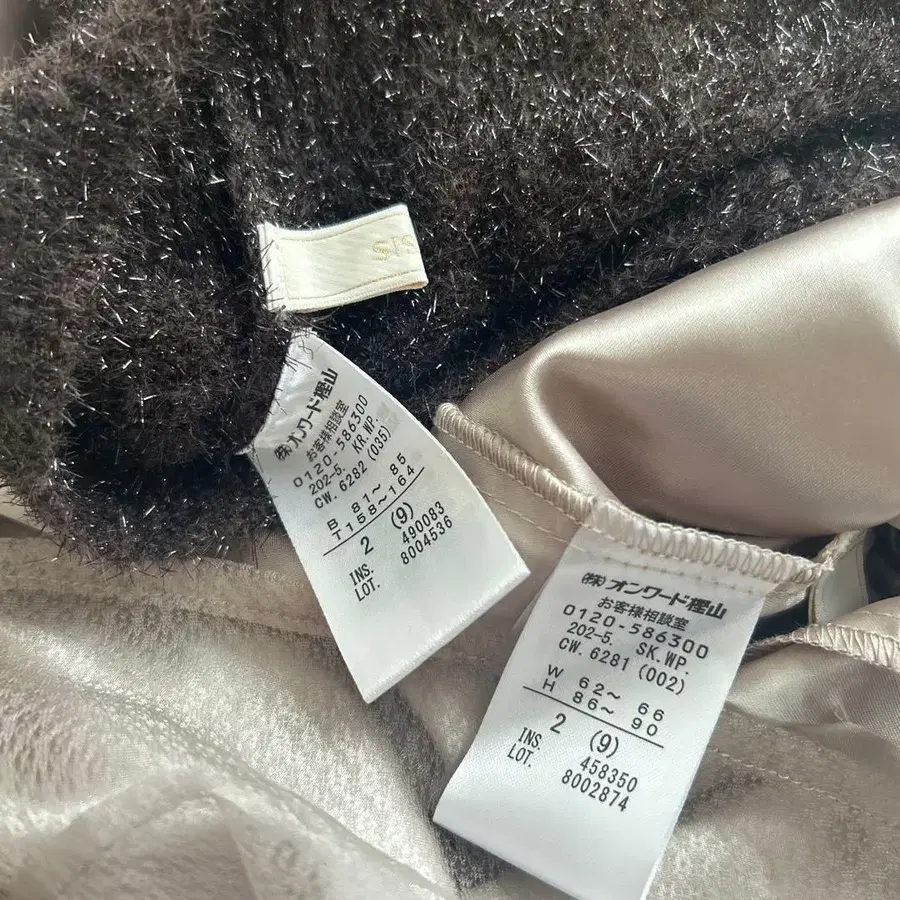 SIS
(株)オンワード樫山
お客様相談室
0120-586300
202-5. KR.WP.
CW. 6282 (035)
B 81~ 85
T158~164
2 (9)
INS. 490083
LOT. 8004536
(株)オンワード樫山
お客様相談室
0120-586300
202-5. SK.WP.
CW. 6281 (002)
W 62~ 66
H 86~ 90
2 (9)
INS. 458350
LOT. 8002874